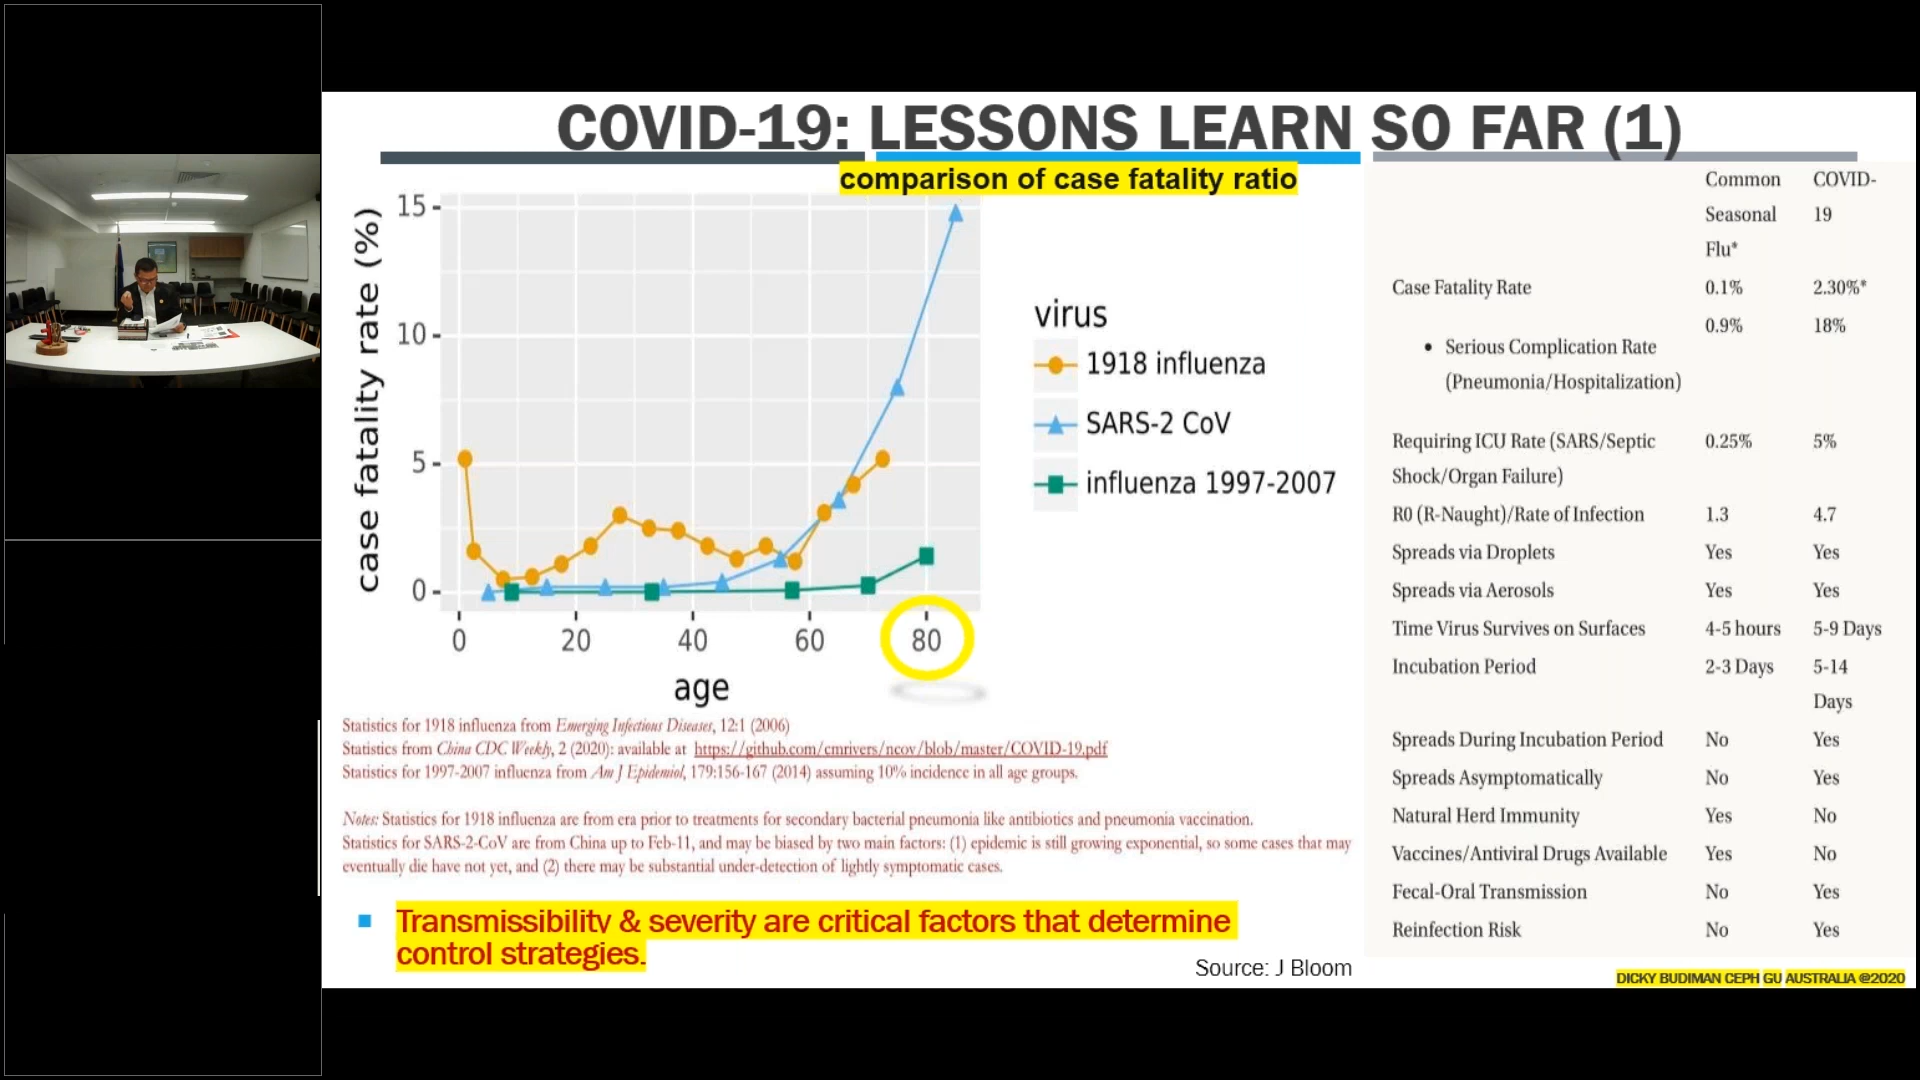 COVID-19: LESSONS LEARN SO FAR (1)
comparison of case fatality ratio
case fatality rate (%)
15
10
5
0
0 20 40 60 80
age
virus
1918 influenza
SARS-2 CoV
influenza 1997-2007
Statistics for 1918 influenza from Emerging Infectious Diseases, 12:1 (2006)
Statistics from China CDC Weekly, 2 (2020): available at https://github.com/cmrivers/ncov/blob/master/COVID-19.pdf
Statistics for 1997-2007 influenza from Am J Epidemiol, 179:156-167 (2014) assuming 10% incidence in all age groups.
Notes: Statistics for 1918 influenza are from era prior to treatments for secondary bacterial pneumonia like antibiotics and pneumonia vaccination.
Statistics for SARS-2-CoV are from China up to Feb-11, and may be biased by two main factors: (1) epidemic is still growing exponential, so some cases that may
eventually die have not yet, and (2) there may be substantial under-detection of lightly symptomatic cases.
Transmissibility & severity are critical factors that determine
control strategies.
Source: J Bloom
Common COVID-
Seasonal 19
Flu*
Case Fatality Rate 0.1% 2.30%*
0.9% 18%
• Serious Complication Rate
(Pneumonia/Hospitalization)
Requiring ICU Rate (SARS/Septic 0.25% 5%
Shock/Organ Failure)
R0 (R-Naught)/Rate of Infection 1.3 4.7
Spreads via Droplets Yes Yes
Spreads via Aerosols Yes Yes
Time Virus Survives on Surfaces 4-5 hours 5-9 Days
Incubation Period 2-3 Days 5-14
Days
Spreads During Incubation Period No Yes
Spreads Asymptomatically No Yes
Natural Herd Immunity Yes No
Vaccines/Antiviral Drugs Available Yes No
Fecal-Oral Transmission No Yes
Reinfection Risk No Yes
DICKY BUDIMAN CEPH GU AUSTRALIA @2020